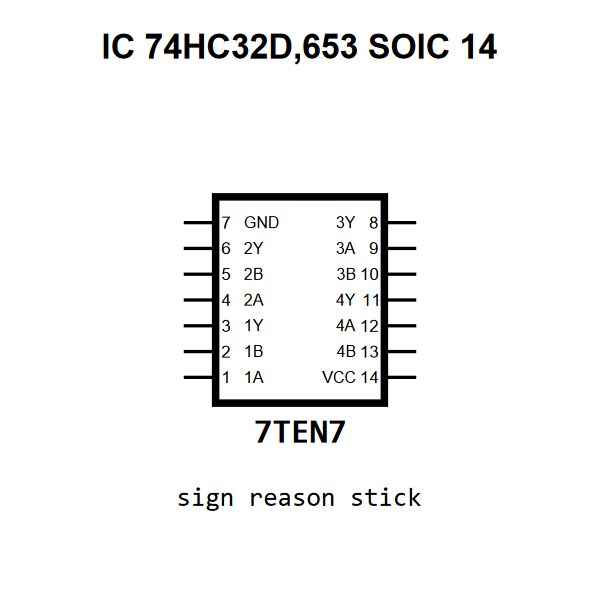 IC 74HC32D,653 SOIC 14
7 GND 3Y 8
6 2Y 3A 9
5 2B 3B 10
4 2A 4Y 11
3 1Y 4A 12
2 1B 4B 13
1 1A VCC 14
7TEN7
sign reason stick